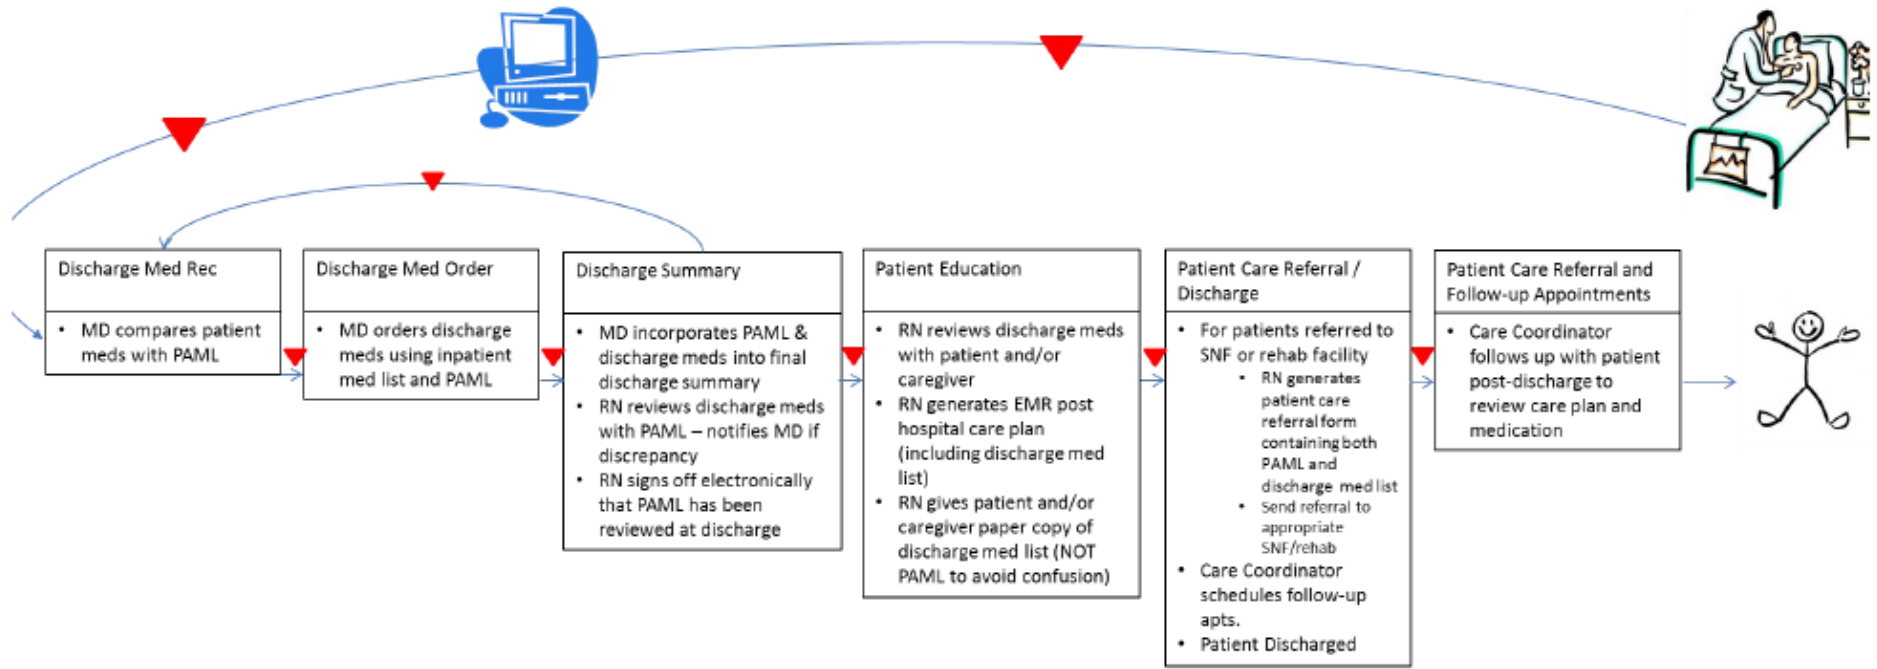 Discharge Med Rec
• MD compares patient
meds with PAML
Discharge Med Order
• MD orders discharge
meds using inpatient
med list and PAML
Discharge Summary
• MD incorporates PAML &
discharge meds into final
discharge summary
• RN reviews discharge meds
with PAML – notifies MD if
discrepancy
• RN signs off electronically
that PAML has been
reviewed at discharge
Patient Education
• RN reviews discharge meds
with patient and/or
caregiver
• RN generates EMR post
hospital care plan
(including discharge med
list)
• RN gives patient and/or
caregiver paper copy of
discharge med list (NOT
PAML to avoid confusion)
Patient Care Referral /
Discharge
• For patients referred to
SNF or rehab facility
• RN generates
patient care
referral form
containing both
PAML and
discharge med list
• Send referral to
appropriate
SNF/rehab
• Care Coordinator
schedules follow-up
apts.
• Patient Discharged
Patient Care Referral and
Follow-up Appointments
• Care Coordinator
follows up with patient
post-discharge to
review care plan and
medication